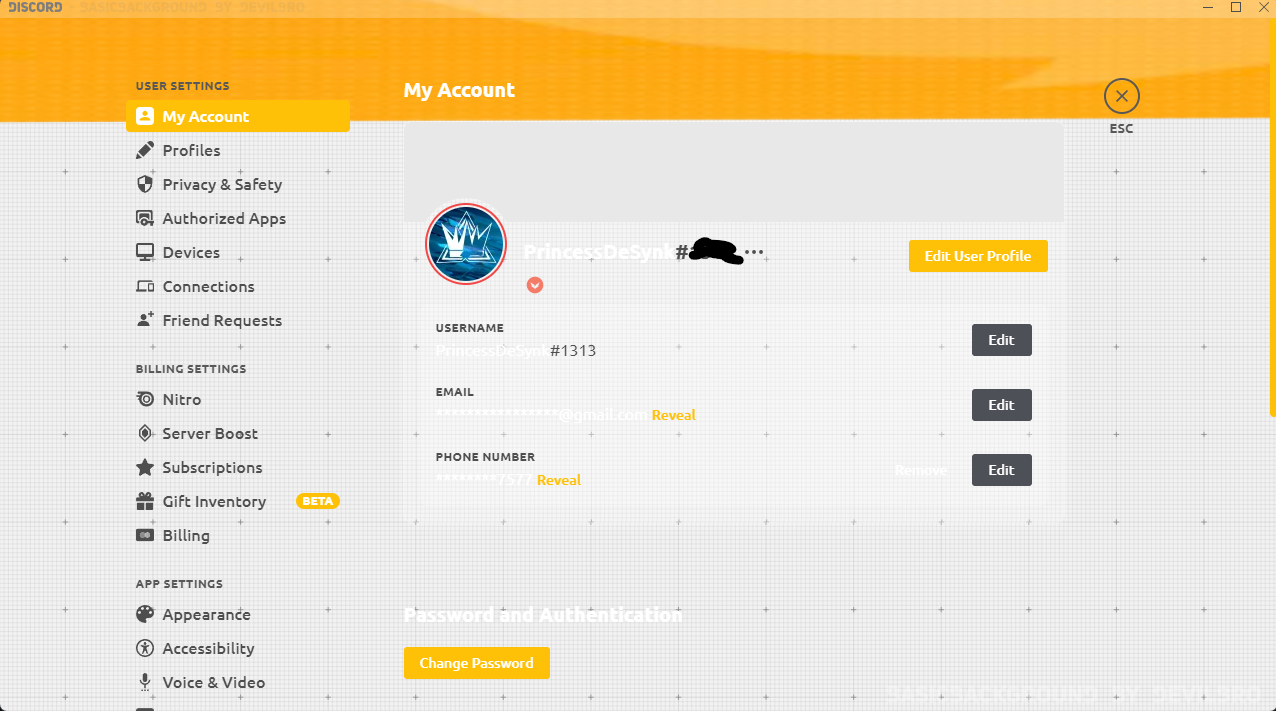 DISCORD - BASICBACKGROUND BY DEVILBRO
USER SETTINGS
My Account
Profiles
Privacy & Safety
Authorized Apps
Devices
Connections
Friend Requests
BILLING SETTINGS
Nitro
Server Boost
Subscriptions
Gift Inventory BETA
Billing
APP SETTINGS
Appearance
Accessibility
Voice & Video
My Account
ESC
PrincessDeSynk#
Edit User Profile
USERNAME
PrincessDeSynk#1313
Edit
EMAIL
****************@gmail.com Reveal
Edit
PHONE NUMBER
********7577 Reveal
Remove
Edit
Password and Authentication
Change Password
BASICBACKGROUND BY DEVILBRO